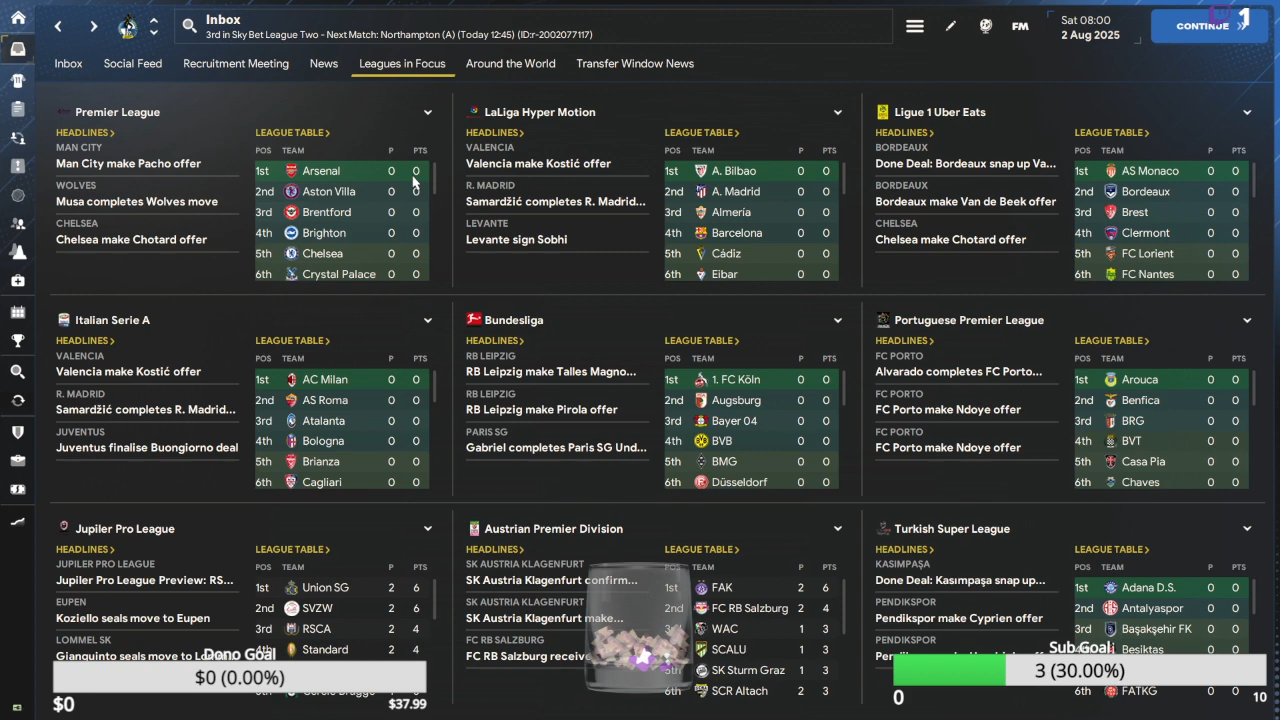 Inbox
3rd in Sky Bet League Two - Next Match: Northampton (A) (Today 12:45) (ID:r-2002077117)
FM
Sat 08:00
2 Aug 2025
CONTINUE
1
Inbox Social Feed Recruitment Meeting News Leagues in Focus Around the World Transfer Window News
Premier League
HEADLINES
MAN CITY
Man City make Pacho offer
WOLVES
Musa completes Wolves move
CHELSEA
Chelsea make Chotard offer
LEAGUE TABLE
POS TEAM P PTS
1st Arsenal 0 0
2nd Aston Villa 0 0
3rd Brentford 0 0
4th Brighton 0 0
5th Chelsea 0 0
6th Crystal Palace 0 0
LaLiga Hyper Motion
HEADLINES
VALENCIA
Valencia make Kostić offer
R. MADRID
Samardžić completes R. Madrid...
LEVANTE
Levante sign Sobhi
LEAGUE TABLE
POS TEAM P PTS
1st A. Bilbao 0 0
2nd A. Madrid 0 0
3rd Almería 0 0
4th Barcelona 0 0
5th Cádiz 0 0
6th Eibar 0 0
Ligue 1 Uber Eats
HEADLINES
BORDEAUX
Done Deal: Bordeaux snap up Va...
BORDEAUX
Bordeaux make Van de Beek offer
CHELSEA
Chelsea make Chotard offer
LEAGUE TABLE
POS TEAM P PTS
1st AS Monaco 0 0
2nd Bordeaux 0 0
3rd Brest 0 0
4th Clermont 0 0
5th FC Lorient 0 0
6th FC Nantes 0 0
Italian Serie A
HEADLINES
VALENCIA
Valencia make Kostić offer
R. MADRID
Samardžić completes R. Madrid...
JUVENTUS
Juventus finalise Buongiorno deal
LEAGUE TABLE
POS TEAM P PTS
1st AC Milan 0 0
2nd AS Roma 0 0
3rd Atalanta 0 0
4th Bologna 0 0
5th Brianza 0 0
6th Cagliari 0 0
Bundesliga
HEADLINES
RB LEIPZIG
RB Leipzig make Talles Magno...
RB LEIPZIG
RB Leipzig make Pirola offer
PARIS SG
Gabriel completes Paris SG Und...
LEAGUE TABLE
POS TEAM P PTS
1st 1. FC Köln 0 0
2nd Augsburg 0 0
3rd Bayer 04 0 0
4th BVB 0 0
5th BMG 0 0
6th Düsseldorf 0 0
Portuguese Premier League
HEADLINES
FC PORTO
Alvarado completes FC Porto...
FC PORTO
FC Porto make Ndoye offer
FC PORTO
FC Porto make Ndoye offer
LEAGUE TABLE
POS TEAM P PTS
1st Arouca 0 0
2nd Benfica 0 0
3rd BRG 0 0
4th BVT 0 0
5th Casa Pia 0 0
6th Chaves 0 0
Jupiler Pro League
HEADLINES
JUPILER PRO LEAGUE
Jupiler Pro League Preview: RS...
EUPEN
Koziello seals move to Eupen
LOMMEL SK
Gianquinto seals move to
LEAGUE TABLE
POS TEAM P PTS
1st Union SG 2 6
2nd SVZW 2 6
3rd RSCA 2 4
4th Standard 2 4
Austrian Premier Division
HEADLINES
SK AUSTRIA KLAGENFURT
SK Austria Klagenfurt confirm...
SK AUSTRIA KLAGENFURT
SK Austria Klagenfurt make...
FC RB SALZBURG
FC RB Salzburg
LEAGUE TABLE
POS TEAM P PTS
1st FAK 2 6
2nd FC RB Salzburg 2 4
3rd WAC 1 3
4th SCALU 1 3
5th SK Sturm Graz 1 3
6th SCR Altach 2 3
Turkish Super League
HEADLINES
KASIMPAŞA
Done Deal: Kasımpaşa snap up...
PENDIKSPOR
Pendikspor make Cyprien offer
PENDIKSPOR
LEAGUE TABLE
POS TEAM P PTS
1st Adana D.S. 0 0
2nd Antalyaspor 0 0
3rd Başakşehir FK 0 0
4th Beşiktaş 0 0
6th FATKG 0 0
Dono Goal
$0 (0.00%)
$0 $37.99
Sub Goal
3 (30.00%)
0 10